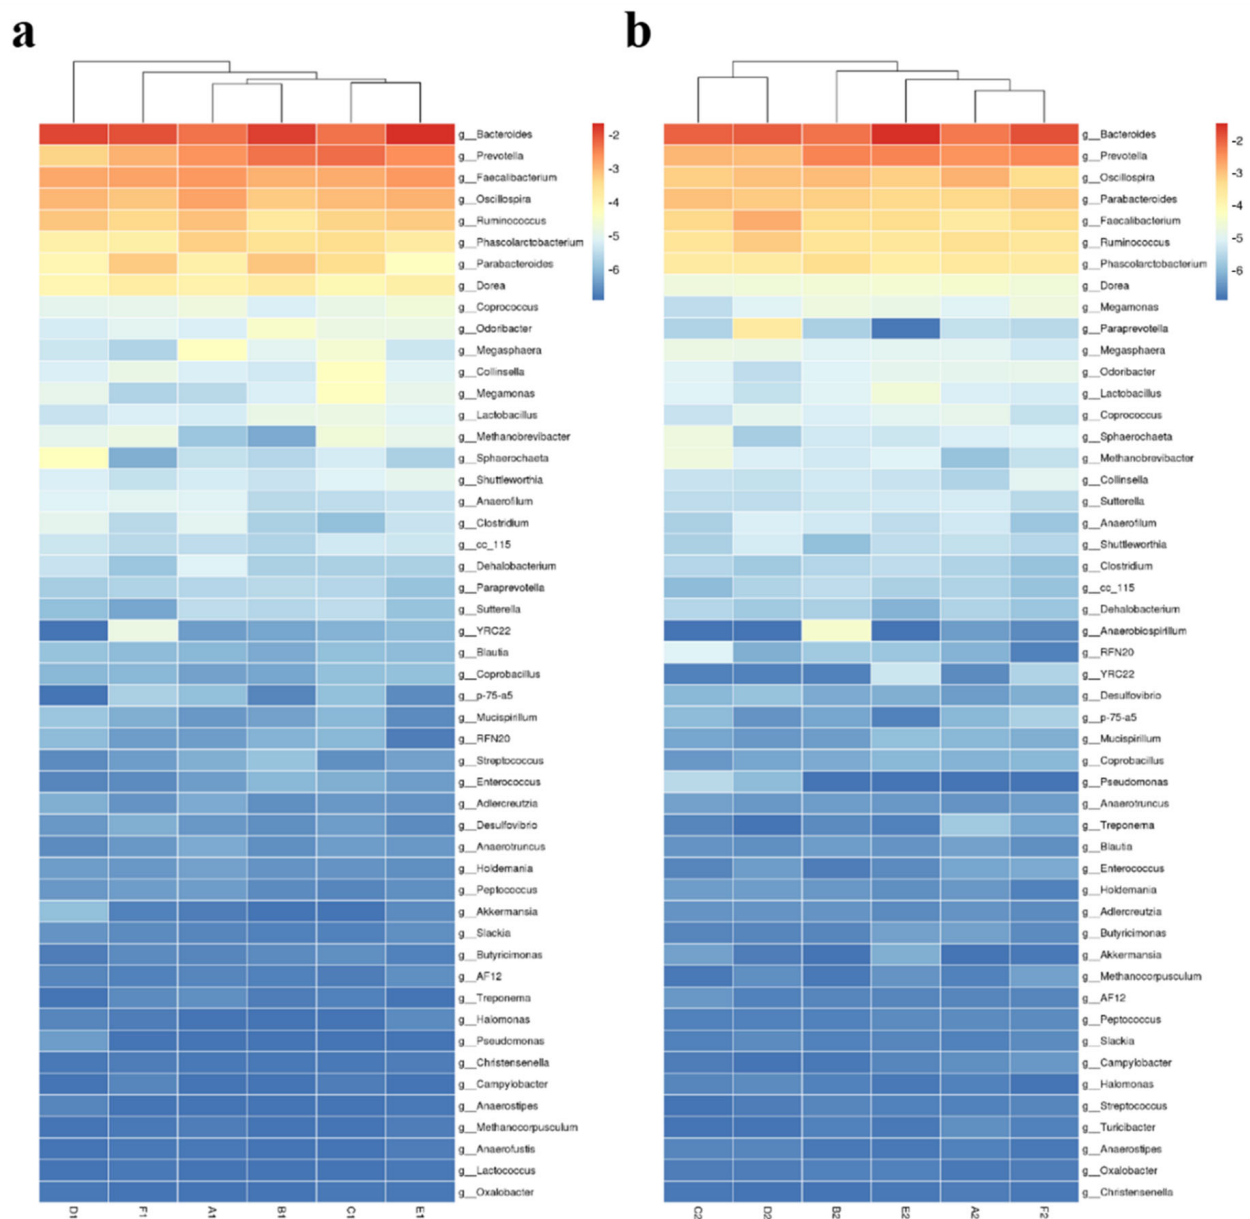 a
-2
-3
-4
-5
-6
g__Bacteroides
g__Prevotella
g__Faecalibacterium
g__Oscillospira
g__Ruminococcus
g__Phascolarctobacterium
g__Parabacteroides
g__Dorea
g__Coprococcus
g__Odoribacter
g__Megasphaera
g__Collinsella
g__Megamonas
g__Lactobacillus
g__Methanobrevibacter
g__Sphaerochaeta
g__Shuttleworthia
g__Anaerofilum
g__Clostridium
g__cc_115
g__Dehalobacterium
g__Paraprevotella
g__Sutterella
g__YRC22
g__Blautia
g__Coprobacillus
g__p-75-a5
g__Mucispirillum
g__RFN20
g__Streptococcus
g__Enterococcus
g__Adlercreutzia
g__Desulfovibrio
g__Anaerotruncus
g__Holdemania
g__Peptococcus
g__Akkermansia
g__Slackia
g__Butyricimonas
g__AF12
g__Treponema
g__Halomonas
g__Pseudomonas
g__Christensenella
g__Campylobacter
g__Anaerostipes
g__Methanocorpusculum
g__Anaerofustis
g__Lactococcus
g__Oxalobacter
D1 F1 A1 B1 C1 E1
b
-2
-3
-4
-5
-6
g__Bacteroides
g__Prevotella
g__Oscillospira
g__Parabacteroides
g__Faecalibacterium
g__Ruminococcus
g__Phascolarctobacterium
g__Dorea
g__Megamonas
g__Paraprevotella
g__Megasphaera
g__Odoribacter
g__Lactobacillus
g__Coprococcus
g__Sphaerochaeta
g__Methanobrevibacter
g__Collinsella
g__Sutterella
g__Anaerofilum
g__Shuttleworthia
g__Clostridium
g__cc_115
g__Dehalobacterium
g__Anaerobiospirillum
g__RFN20
g__YRC22
g__Desulfovibrio
g__p-75-a5
g__Mucispirillum
g__Coprobacillus
g__Pseudomonas
g__Anaerotruncus
g__Treponema
g__Blautia
g__Enterococcus
g__Holdemania
g__Adlercreutzia
g__Butyricimonas
g__Akkermansia
g__Methanocorpusculum
g__AF12
g__Peptococcus
g__Slackia
g__Campylobacter
g__Halomonas
g__Streptococcus
g__Turicibacter
g__Anaerostipes
g__Oxalobacter
g__Christensenella
C2 D2 B2 E2 A2 F2